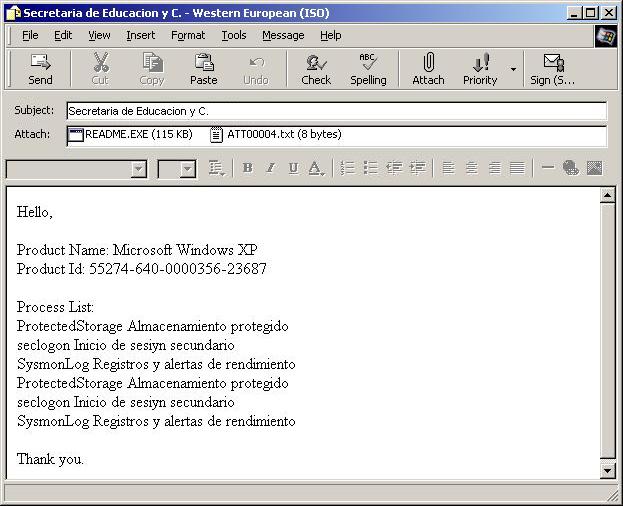 Secretaria de Educacion y C. - Western European (ISO)
File Edit View Insert Format Tools Message Help
Send Cut Copy Paste Undo Check Spelling Attach Priority Sign (S...
ABC
Subject: Secretaria de Educacion y C.
Attach: README.EXE (115 KB) ATT00004.txt (8 bytes)
B I U A
Hello,
Product Name: Microsoft Windows XP
Product Id: 55274-640-0000356-23687
Process List:
ProtectedStorage Almacenamiento protegido
seclogon Inicio de sesiyn secundario
SysmonLog Registros y alertas de rendimiento
ProtectedStorage Almacenamiento protegido
seclogon Inicio de sesiyn secundario
SysmonLog Registros y alertas de rendimiento
Thank you.